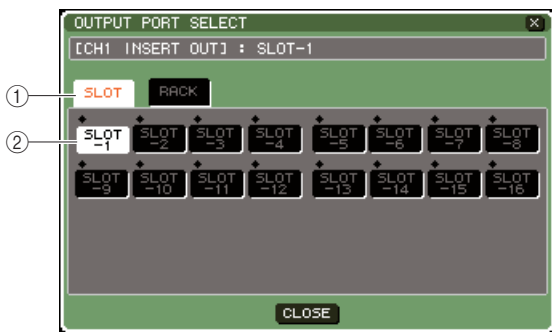 OUTPUT PORT SELECT X
[CH1 INSERT OUT] : SLOT-1
① SLOT RACK
② SLOT -1 SLOT -2 SLOT -3 SLOT -4 SLOT -5 SLOT -6 SLOT -7 SLOT -8
SLOT -9 SLOT -10 SLOT -11 SLOT -12 SLOT -13 SLOT -14 SLOT -15 SLOT -16
CLOSE